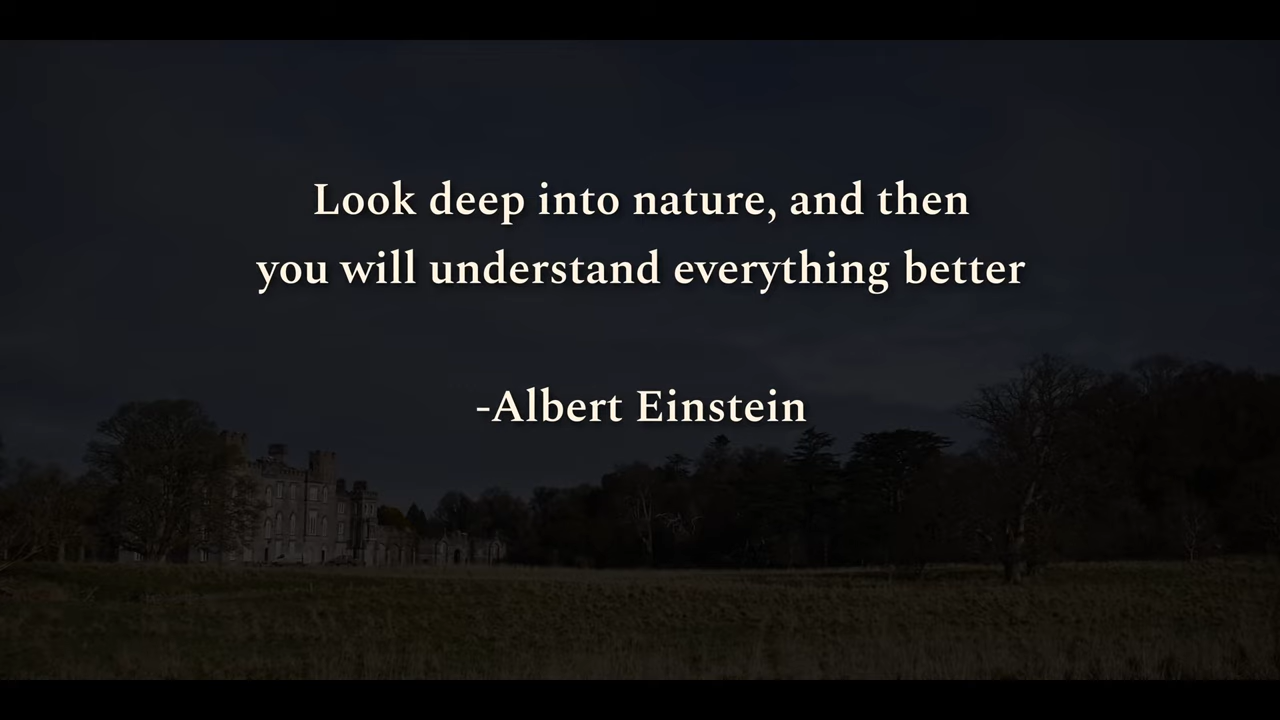 Look deep into nature, and then
you will understand everything better
-Albert Einstein